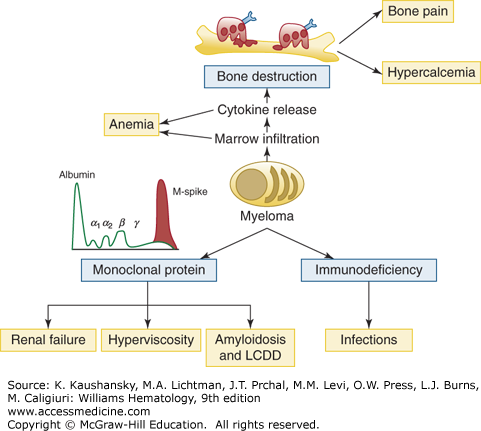 Bone pain
Bone destruction
Hypercalcemia
Cytokine release
Anemia
Marrow infiltration
Albumin
M-spike
α1 α2 β γ
Myeloma
Monoclonal protein
Immunodeficiency
Renal failure
Hyperviscosity
Amyloidosis
and LCDD
Infections
Source: K. Kaushansky, M.A. Lichtman, J.T. Prchal, M.M. Levi, O.W. Press, L.J. Burns,
M. Caligiuri: Williams Hematology, 9th edition
www.accessmedicine.com
Copyright © McGraw-Hill Education.  All rights reserved.